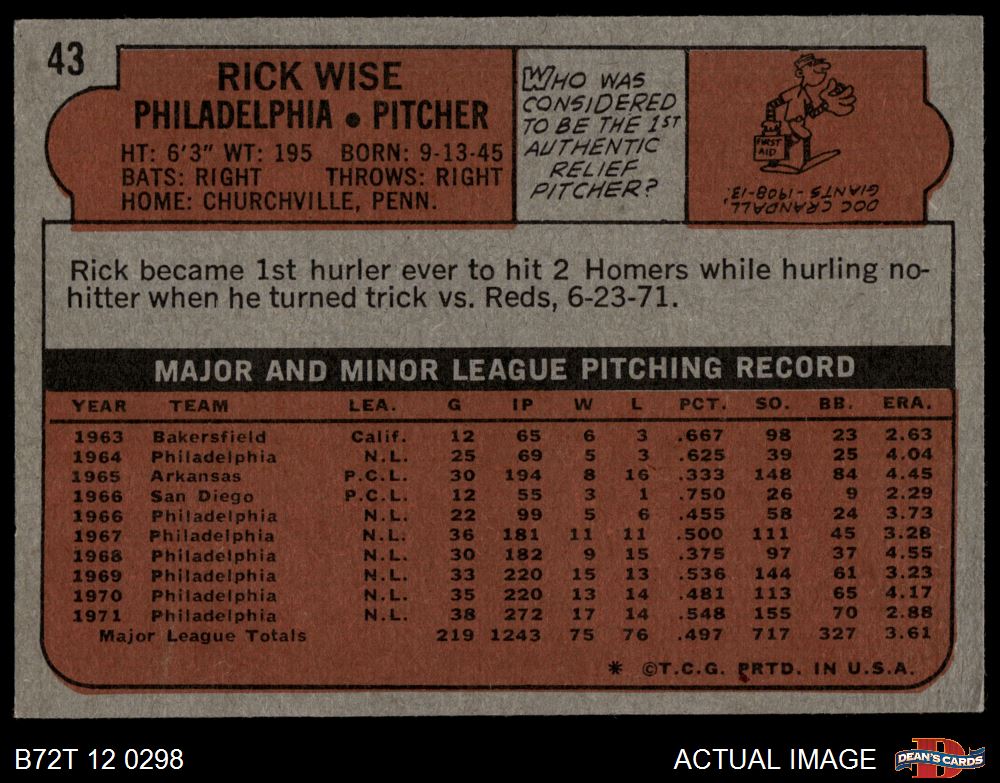 43
RICK WISE
PHILADELPHIA • PITCHER
HT: 6'3" WT: 195 BORN: 9-13-45
BATS: RIGHT THROWS: RIGHT
HOME: CHURCHVILLE, PENN.
WHO WAS
CONSIDERED
TO BE THE 1ST
AUTHENTIC
RELIEF
PITCHER?
FIRST
AID
DOC CRANDALL,
GIANTS - 1908-13.
Rick became 1st hurler ever to hit 2 Homers while hurling no-
hitter when he turned trick vs. Reds, 6-23-71.
MAJOR AND MINOR LEAGUE PITCHING RECORD
YEAR TEAM LEA. G IP W L PCT. SO. BB. ERA.
1963 Bakersfield Calif. 12 65 6 3 .667 98 23 2.63
1964 Philadelphia N.L. 25 69 5 3 .625 39 25 4.04
1965 Arkansas P.C.L. 30 194 8 16 .333 148 84 4.45
1966 San Diego P.C.L. 12 55 3 1 .750 26 9 2.29
1966 Philadelphia N.L. 22 99 5 6 .455 58 24 3.73
1967 Philadelphia N.L. 36 181 11 11 .500 111 45 3.28
1968 Philadelphia N.L. 30 182 9 15 .375 97 37 4.55
1969 Philadelphia N.L. 33 220 15 13 .536 144 61 3.23
1970 Philadelphia N.L. 35 220 13 14 .481 113 65 4.17
1971 Philadelphia N.L. 38 272 17 14 .548 155 70 2.88
Major League Totals 219 1243 75 76 .497 717 327 3.61
* ©T.C.G. PRTD. IN U.S.A.
B72T 12 0298
ACTUAL IMAGE
D
DEAN'S CARDS